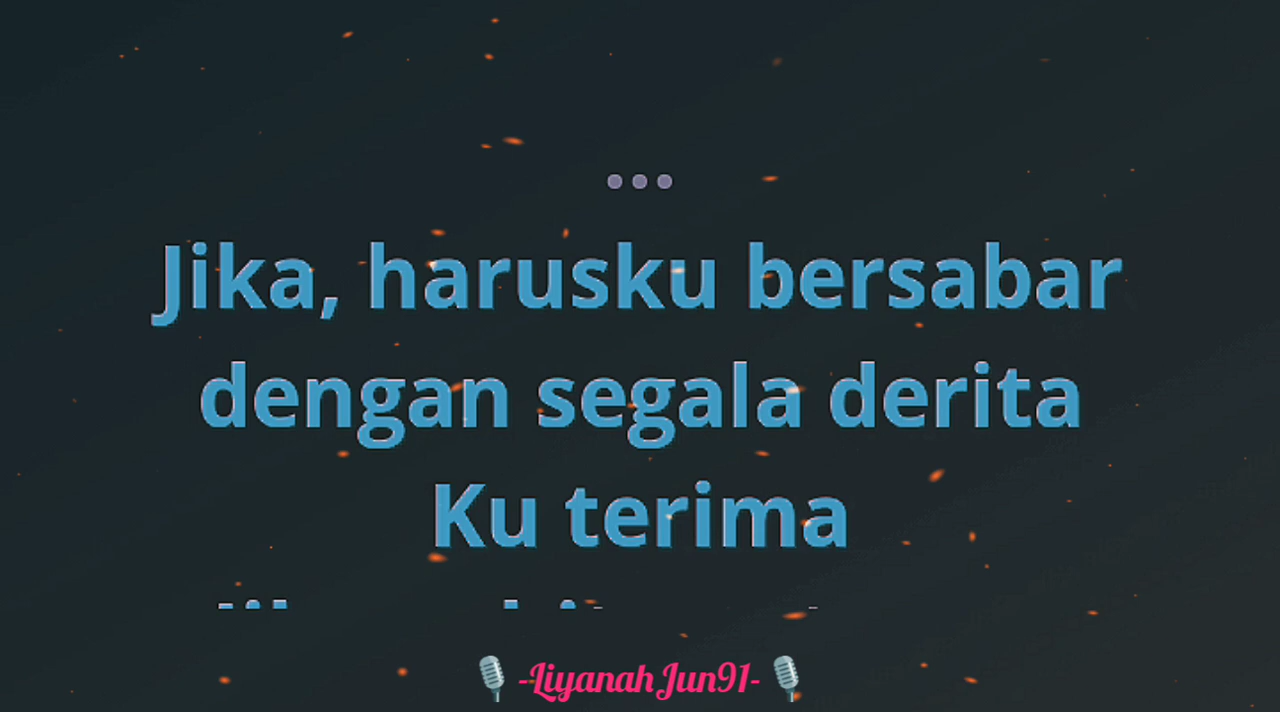 Jika, harusku bersabar
dengan segala derita
Ku terima
-Liyanah Jun91-